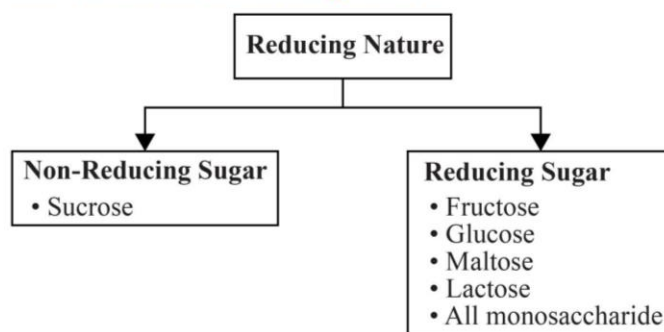 Reducing Nature
Non-Reducing Sugar
• Sucrose
Reducing Sugar
• Fructose
• Glucose
• Maltose
• Lactose
• All monosaccharide